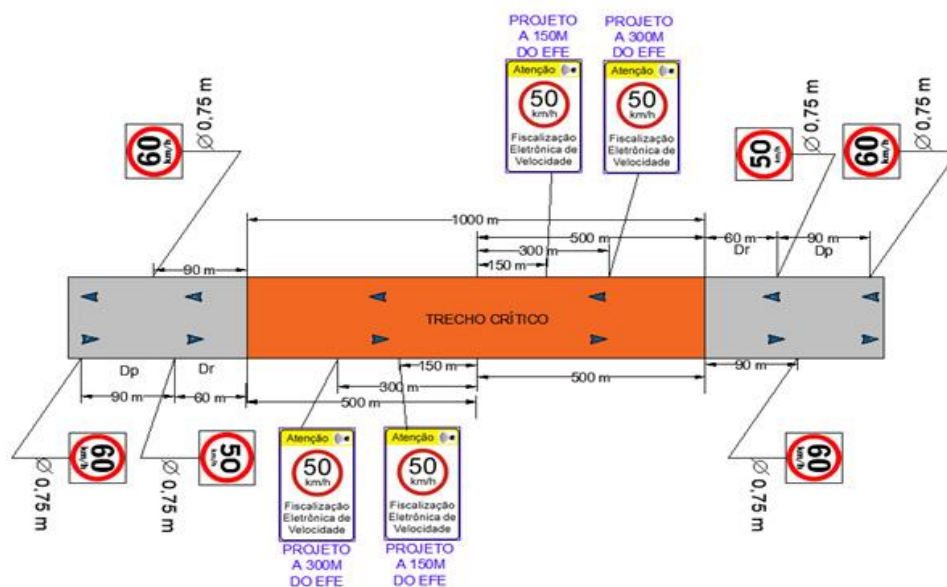 PROJETO
A 150M
DO EFE
PROJETO
A 300M
DO EFE
Atenção
50
km/h
Fiscalização
Eletrônica de
Velocidade
Atenção
50
km/h
Fiscalização
Eletrônica de
Velocidade
60
km/h
Ø 0,75 m
50
km/h
Ø 0,75 m
60
km/h
Ø 0,75 m
1000 m
500 m
60 m
90 m
300 m
Dr
Dp
150 m
90 m
TRECHO CRÍTICO
Dp
Dr
150 m
90 m
90 m
60 m
300 m
500 m
500 m
60
km/h
Ø 0,75 m
50
km/h
Ø 0,75 m
Atenção
50
km/h
Fiscalização
Eletrônica de
Velocidade
PROJETO
A 300M
DO EFE
Atenção
50
km/h
Fiscalização
Eletrônica de
Velocidade
PROJETO
A 150M
DO EFE
60
km/h
Ø 0,75 m